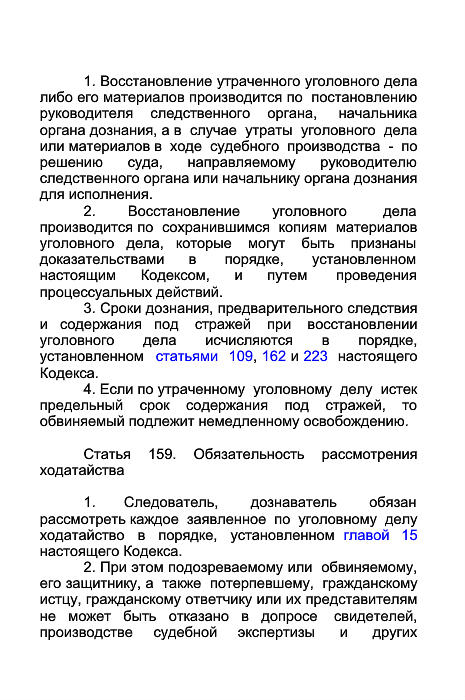 1. Восстановление утраченного уголовного дела
либо его материалов производится по постановлению
руководителя следственного органа, начальника
органа дознания, а в случае утраты уголовного дела
или материалов в ходе судебного производства - по
решению суда, направляемому руководителю
следственного органа или начальнику органа дознания
для исполнения.
2. Восстановление уголовного дела
производится по сохранившимся копиям материалов
уголовного дела, которые могут быть признаны
доказательствами в порядке, установленном
настоящим Кодексом, и путем проведения
процессуальных действий.
3. Сроки дознания, предварительного следствия
и содержания под стражей при восстановлении
уголовного дела исчисляются в порядке,
установленном статьями 109, 162 и 223 настоящего
Кодекса.
4. Если по утраченному уголовному делу истек
предельный срок содержания под стражей, то
обвиняемый подлежит немедленному освобождению.
Статья 159. Обязательность рассмотрения
ходатайства
1. Следователь, дознаватель обязан
рассмотреть каждое заявленное по уголовному делу
ходатайство в порядке, установленном главой 15
настоящего Кодекса.
2. При этом подозреваемому или обвиняемому,
его защитнику, а также потерпевшему, гражданскому
истцу, гражданскому ответчику или их представителям
не может быть отказано в допросе свидетелей,
производстве судебной экспертизы и других